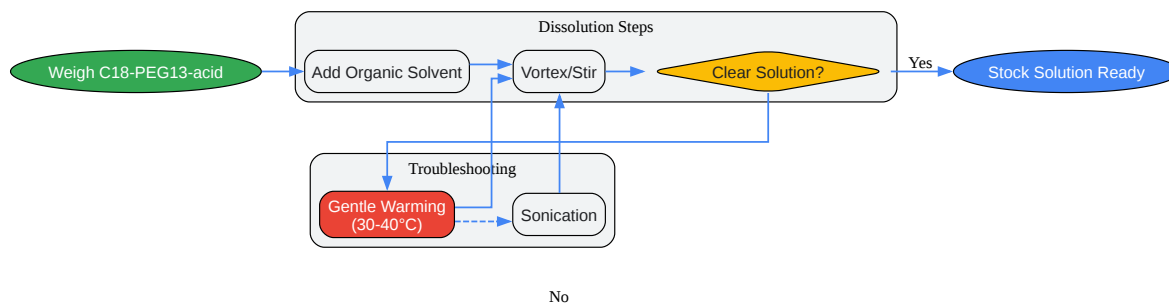 Dissolution Steps
Weigh C18-PEG13-acid
Add Organic Solvent
Vortex/Stir
Clear Solution?
Yes
Stock Solution Ready
Troubleshooting
Gentle Warming
(30-40°C)
Sonication
No